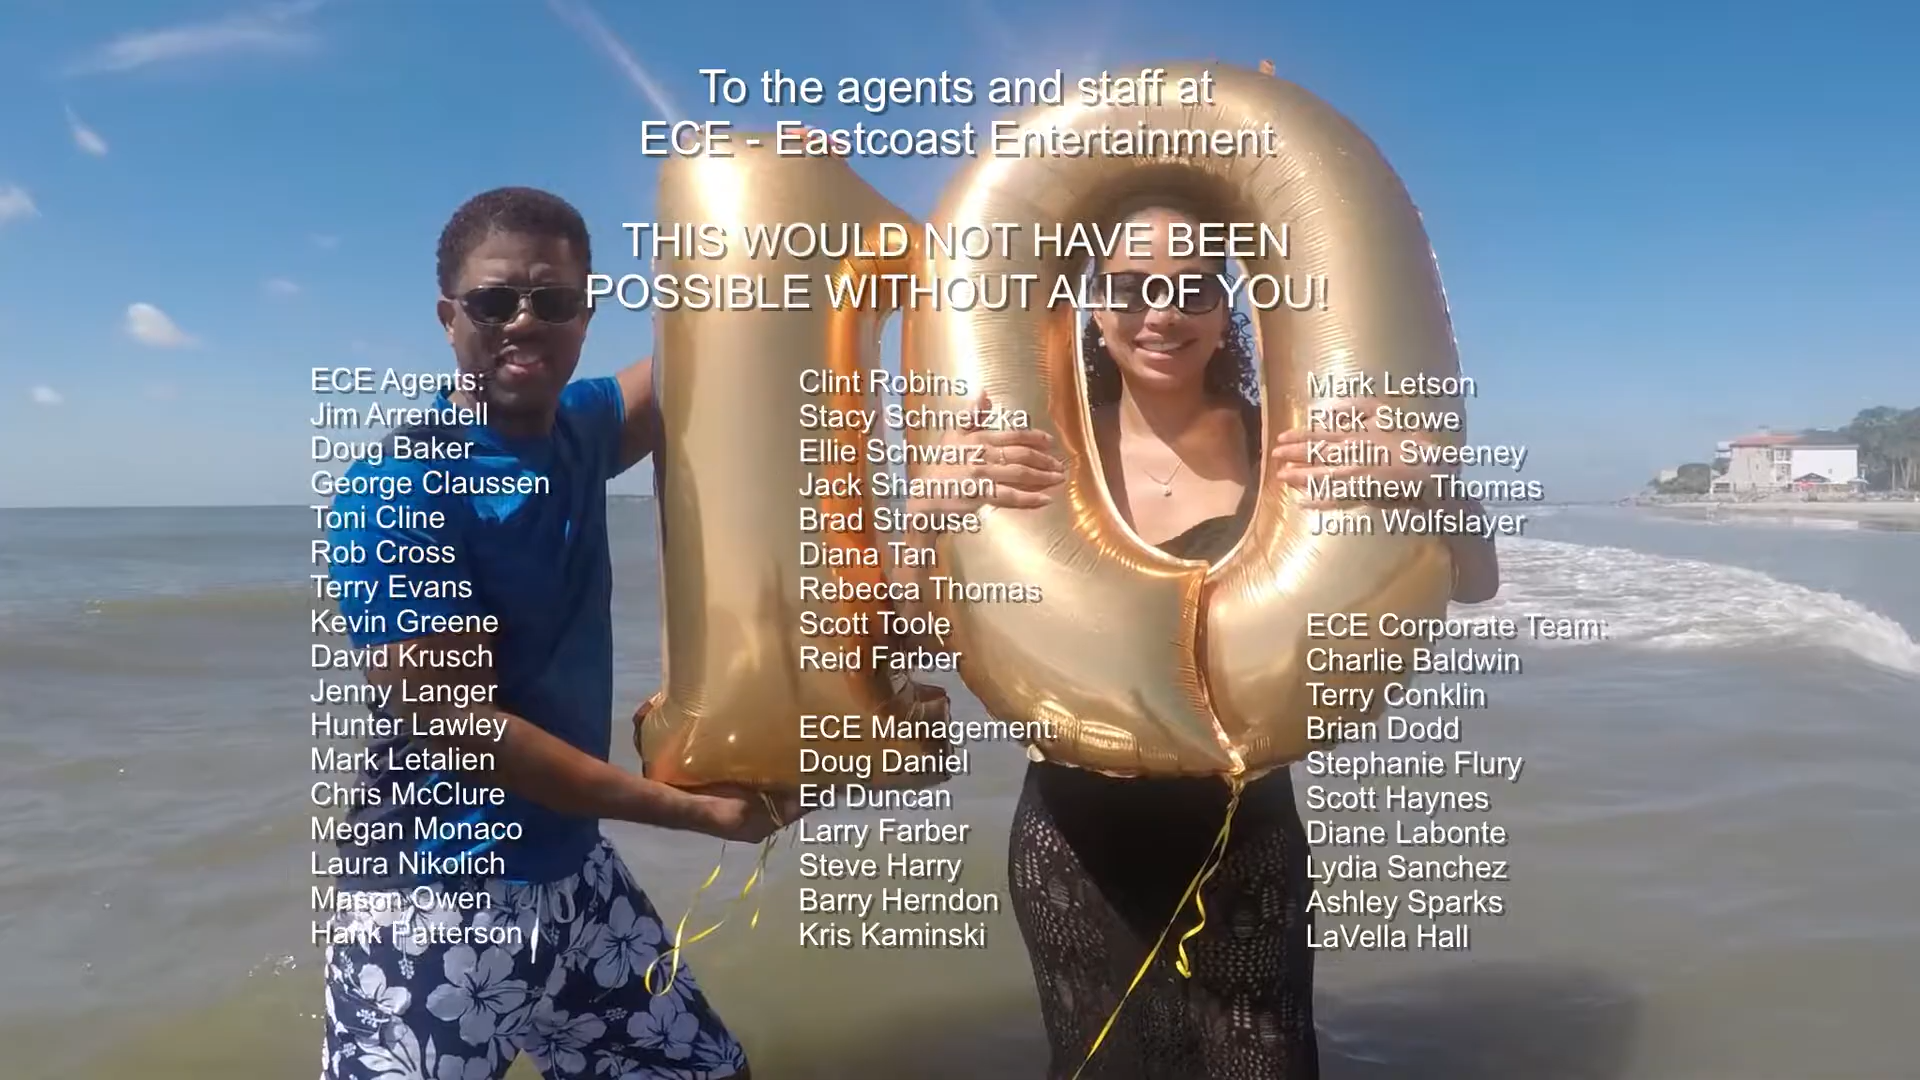 To the agents and staff at
ECE - Eastcoast Entertainment
THIS WOULD NOT HAVE BEEN
POSSIBLE WITHOUT ALL OF YOU!
ECE Agents:
Jim Arrendell
Doug Baker
George Claussen
Toni Cline
Rob Cross
Terry Evans
Kevin Greene
David Krusch
Jenny Langer
Hunter Lawley
Mark Letalien
Chris McClure
Megan Monaco
Laura Nikolich
Mason Owen
Hank Patterson
Clint Robins
Stacy Schnetzka
Ellie Schwarz
Jack Shannon
Brad Strouse
Diana Tan
Rebecca Thomas
Scott Toole
Reid Farber
ECE Management:
Doug Daniel
Ed Duncan
Larry Farber
Steve Harry
Barry Herndon
Kris Kaminski
Mark Letson
Rick Stowe
Kaitlin Sweeney
Matthew Thomas
John Wolfslayer
ECE Corporate Team:
Charlie Baldwin
Terry Conklin
Brian Dodd
Stephanie Flury
Scott Haynes
Diane Labonte
Lydia Sanchez
Ashley Sparks
LaVella Hall